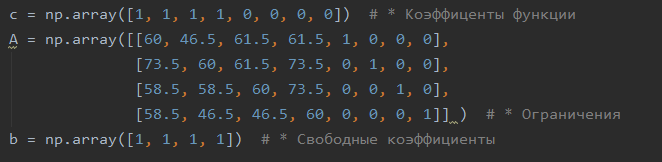 c = np.array([1, 1, 1, 1, 0, 0, 0, 0])  # * Коэффиценты функции
A = np.array([[60, 46.5, 61.5, 61.5, 1, 0, 0, 0],
[73.5, 60, 61.5, 73.5, 0, 1, 0, 0],
[58.5, 58.5, 60, 73.5, 0, 0, 1, 0],
[58.5, 46.5, 46.5, 60, 0, 0, 0, 1]] )  # * Ограничения
b = np.array([1, 1, 1, 1])  # * Свободные коэффициенты